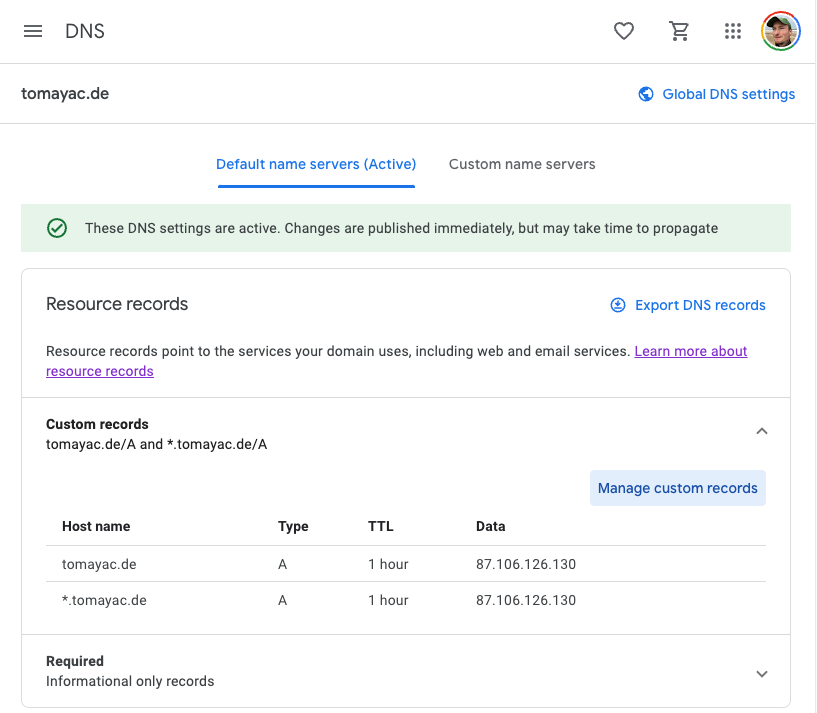 DNS
tomayac.de
Global DNS settings
Default name servers (Active)
Custom name servers
These DNS settings are active. Changes are published immediately, but may take time to propagate
Resource records
Export DNS records
Resource records point to the services your domain uses, including web and email services. Learn more about
resource records
Custom records
tomayac.de/A and *.tomayac.de/A
Manage custom records
Host name Type TTL Data
tomayac.de A 1 hour 87.106.126.130
*.tomayac.de A 1 hour 87.106.126.130
Required
Informational only records